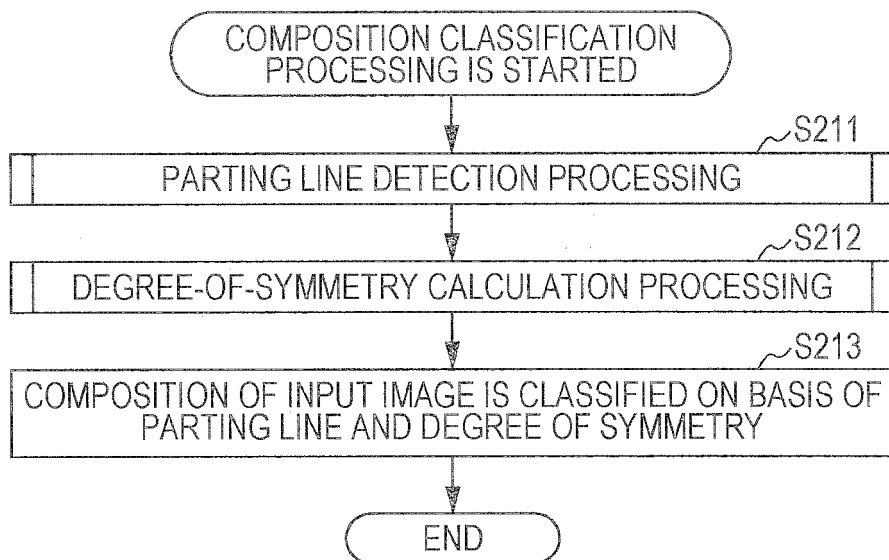 COMPOSITION CLASSIFICATION
PROCESSING IS STARTED
S211
PARTING LINE DETECTION PROCESSING
S212
DEGREE-OF-SYMMETRY CALCULATION PROCESSING
S213
COMPOSITION OF INPUT IMAGE IS CLASSIFIED ON BASIS OF
PARTING LINE AND DEGREE OF SYMMETRY
END